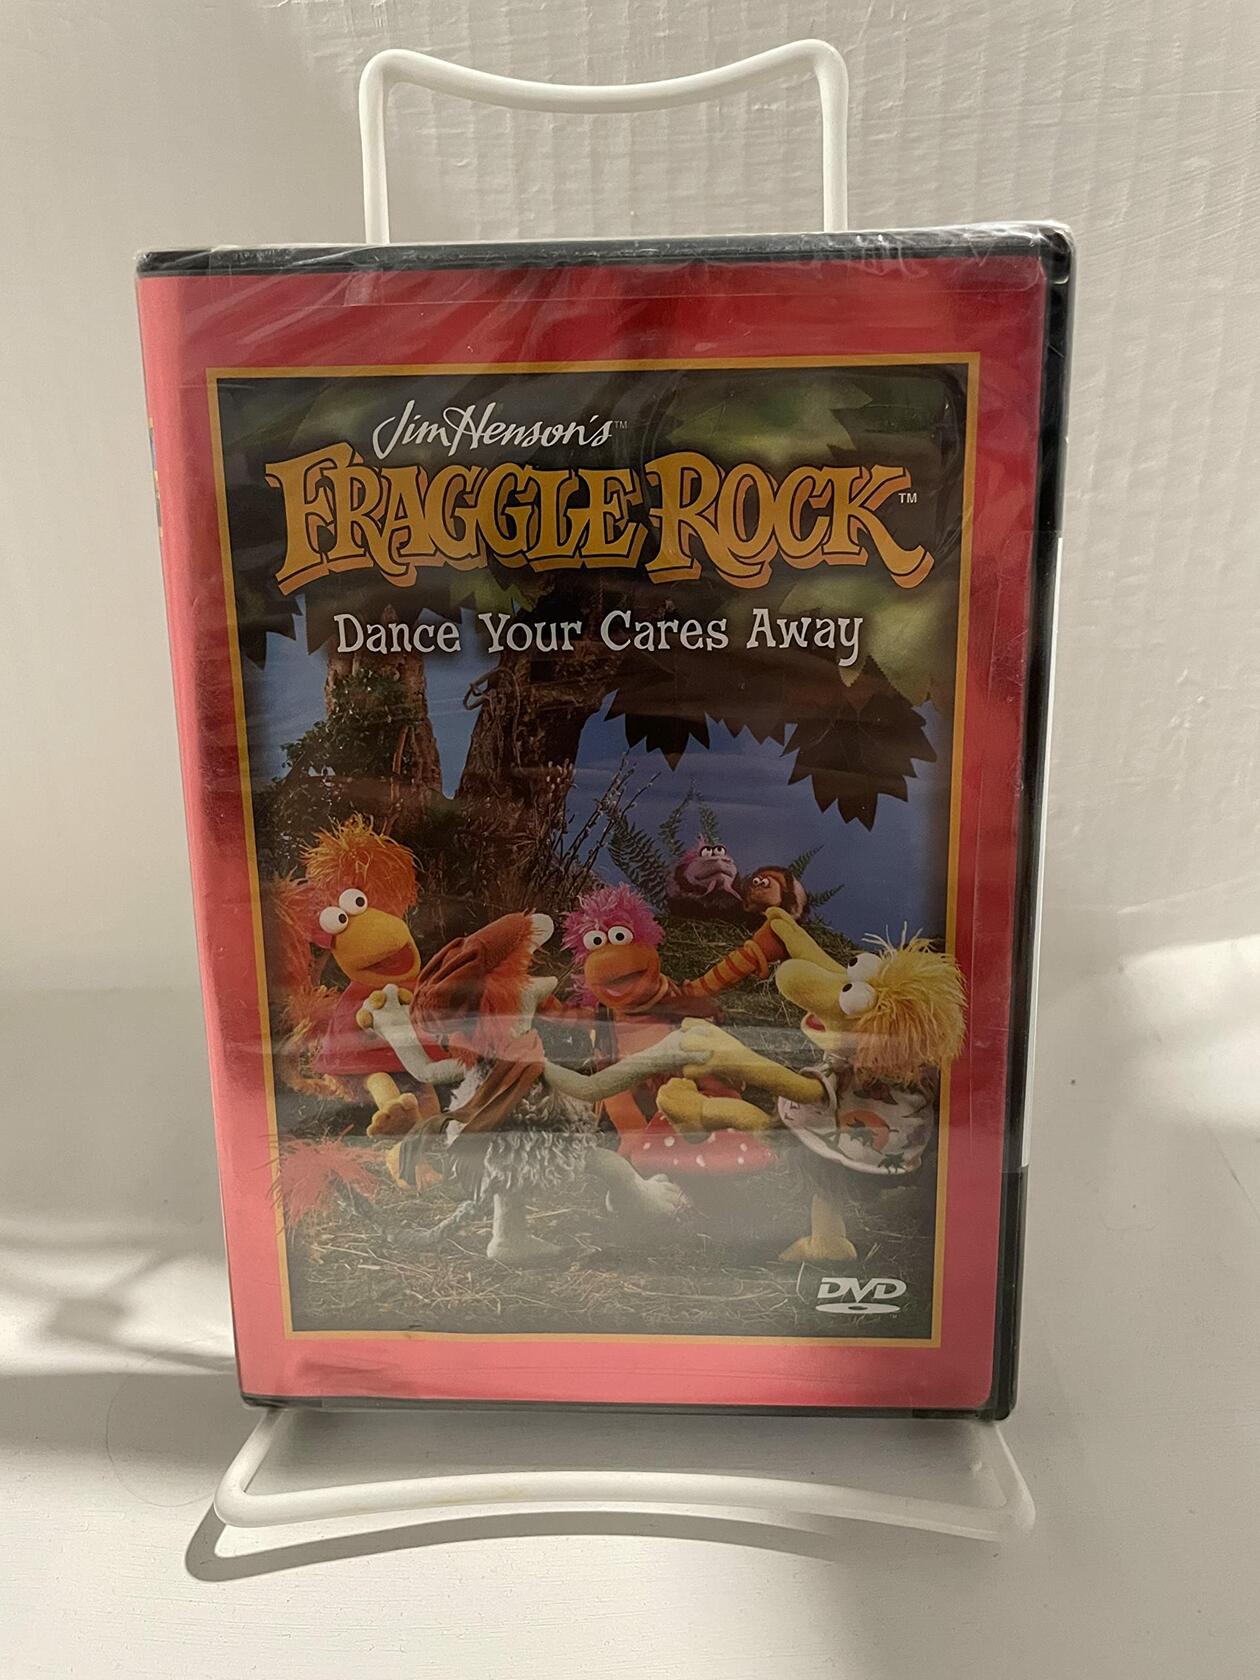 Jim Henson's™
FRAGGLE ROCK™
Dance Your Cares Away
DVD